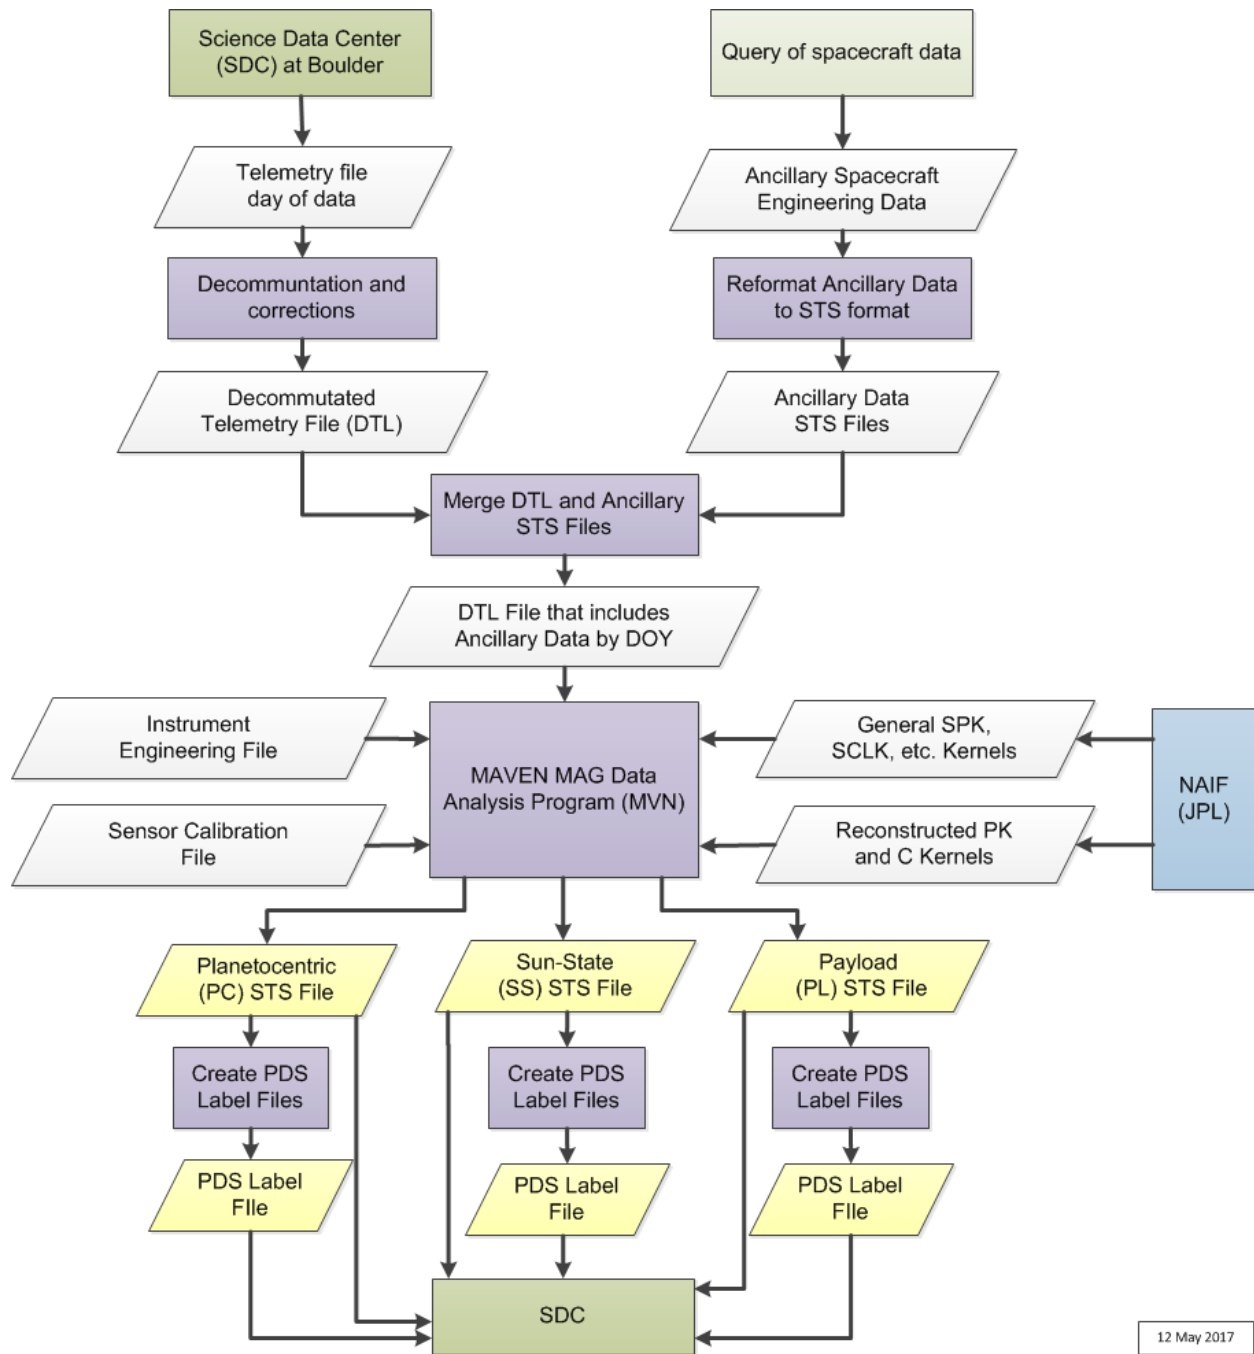 Science Data Center
(SDC) at Boulder
Query of spacecraft data
Telemetry file
day of data
Ancillary Spacecraft
Engineering Data
Decommuntation and
corrections
Reformat Ancillary Data
to STS format
Decommutated
Telemetry File (DTL)
Ancillary Data
STS Files
Merge DTL and Ancillary
STS Files
DTL File that includes
Ancillary Data by DOY
Instrument
Engineering File
General SPK,
SCLK, etc. Kernels
MAVEN MAG Data
Analysis Program (MVN)
NAIF
(JPL)
Sensor Calibration
File
Reconstructed PK
and C Kernels
Planetocentric
(PC) STS File
Sun-State
(SS) STS File
Payload
(PL) STS File
Create PDS
Label Files
Create PDS
Label Files
Create PDS
Label Files
PDS Label
FIle
PDS Label
File
PDS Label
FIle
SDC
12 May 2017